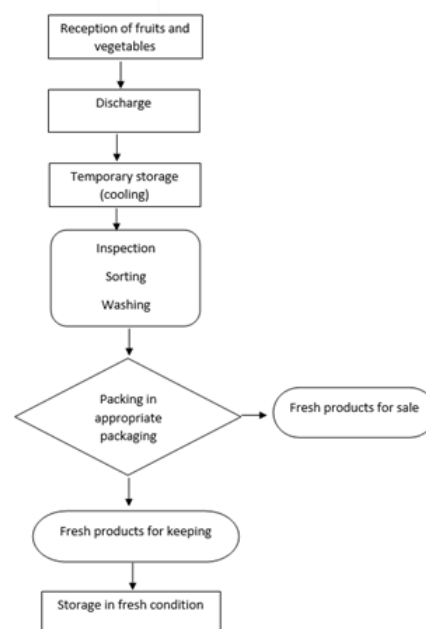 Reception of fruits and
vegetables
Discharge
Temporary storage
(cooling)
Inspection
Sorting
Washing
Packing in
appropriate
packaging
Fresh products for sale
Fresh products for keeping
Storage in fresh condition